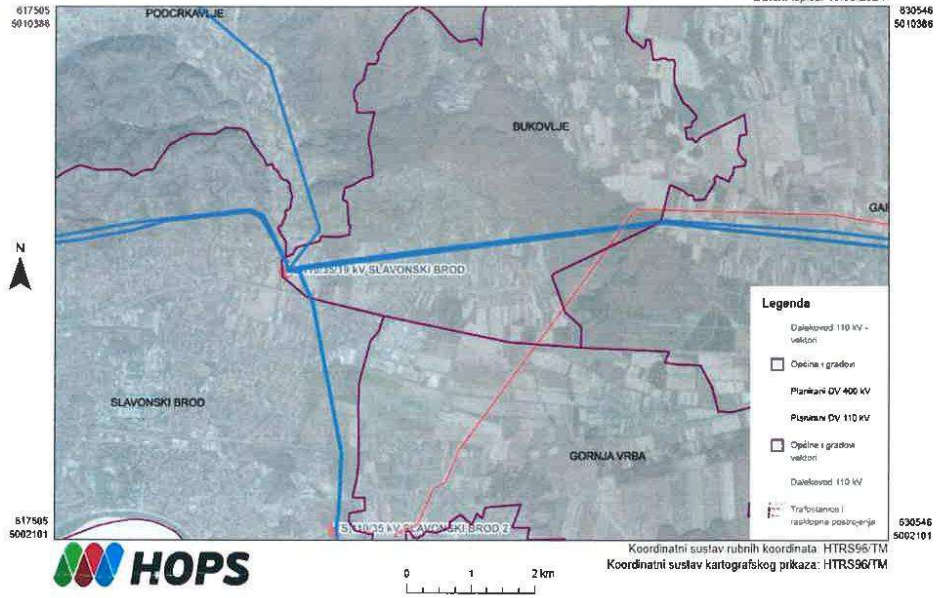 617505
5010386
630546
5010386
PODCRKAVLJE
BUKOVLJE
GAR
110/35/19 kV SLAVONSKI BROD
SLAVONSKI BROD
GORNJA VRBA
TS 110/35 kV SLAVONSKI BROD 2
N
Legenda
Dalekovod 110 kV -
vektori
Općine i gradovi
Planirani DV 400 kV
Planirani DV 110 kV
Općine i gradovi
vektori
Dalekovod 110 kV
Trafostanice i
rasklopna postrojenja
617505
5002101
630546
5002101
HOPS
0 1 2 km
Koordinatni sustav rubnih koordinata: HTRS96/TM
Koordinatni sustav kartografskog prikaza: HTRS96/TM